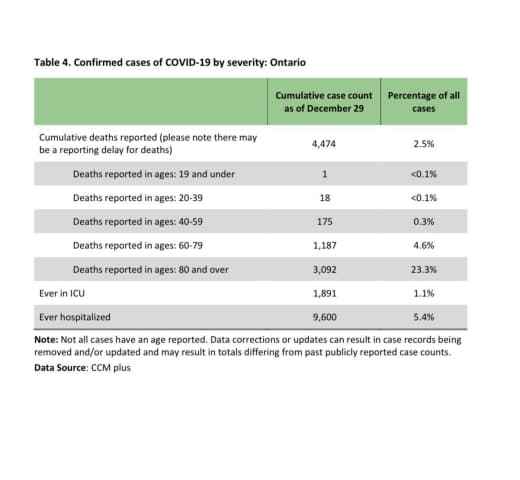 Table 4. Confirmed cases of COVID-19 by severity: Ontario
Cumulative case count as of December 29
Percentage of all cases
Cumulative deaths reported (please note there may be a reporting delay for deaths) 4,474 2.5%
Deaths reported in ages: 19 and under 1 <0.1%
Deaths reported in ages: 20-39 18 <0.1%
Deaths reported in ages: 40-59 175 0.3%
Deaths reported in ages: 60-79 1,187 4.6%
Deaths reported in ages: 80 and over 3,092 23.3%
Ever in ICU 1,891 1.1%
Ever hospitalized 9,600 5.4%
Note: Not all cases have an age reported. Data corrections or updates can result in case records being
removed and/or updated and may result in totals differing from past publicly reported case counts.
Data Source: CCM plus